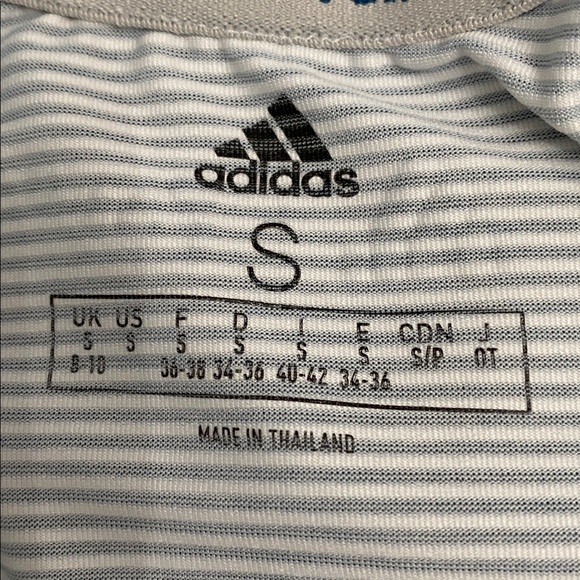 adidas
S
UK US F D I E CDN J
S S S S S S S/P OT
8-10 36-38 34-36 40-42 34-36
MADE IN THAILAND